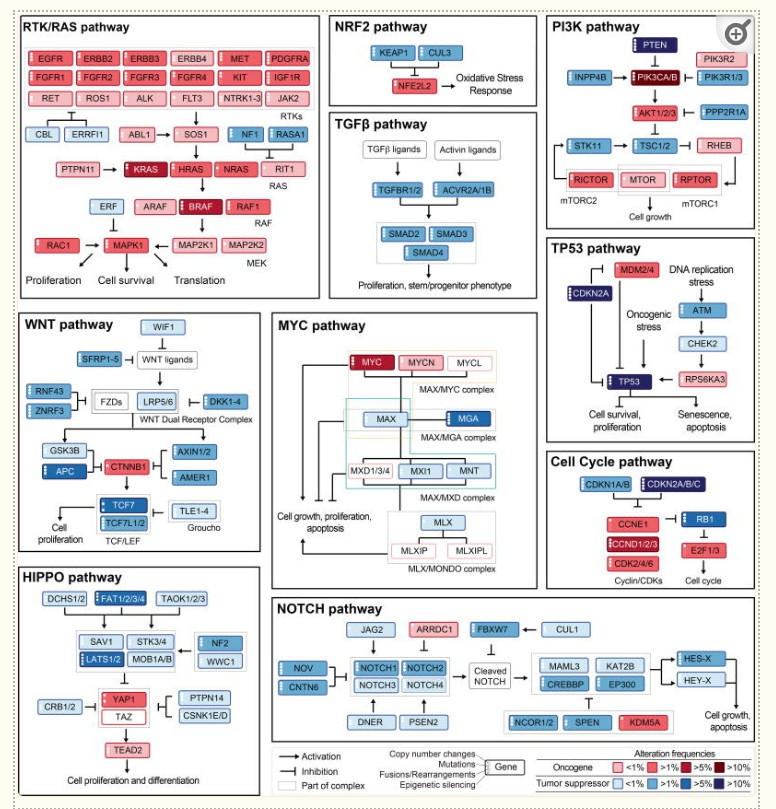 RTK/RAS pathway
EGFR ERBB2 ERBB3 ERBB4 MET PDGFRA
FGFR1 FGFR2 FGFR3 FGFR4 KIT IGF1R
RET ROS1 ALK FLT3 NTRK1-3 JAK2
RTKs
CBL ERRFI1 ABL1 SOS1 NF1 RASA1
PTPN11 KRAS HRAS NRAS RIT1
RAS
ERF ARAF BRAF RAF1
RAF
RAC1 MAPK1 MAP2K1 MAP2K2
MEK
Proliferation Cell survival Translation
NRF2 pathway
KEAP1 CUL3
NFE2L2 Oxidative Stress
Response
TGFβ pathway
TGFβ ligands Activin ligands
TGFBR1/2 ACVR2A/1B
SMAD2 SMAD3
SMAD4
Proliferation, stem/progenitor phenotype
PI3K pathway
PTEN
PIK3R2
INPP4B PIK3CA/B PIK3R1/3
AKT1/2/3 PPP2R1A
STK11 TSC1/2 RHEB
RICTOR MTOR RPTOR
mTORC2 mTORC1
Cell growth
TP53 pathway
MDM2/4 DNA replication
stress
CDKN2A
Oncogenic
stress
ATM
CHEK2
TP53 RPS6KA3
Cell survival,
proliferation
Senescence,
apoptosis
WNT pathway
WIF1
SFRP1-5 WNT ligands
RNF43
ZNRF3
FZDs LRP5/6 DKK1-4
WNT Dual Receptor Complex
GSK3B AXIN1/2
APC CTNNB1
AMER1
TCF7
TCF7L1/2
TLE1-4
Groucho
Cell
proliferation
TCF/LEF
MYC pathway
MYC MYCN MYCL
MAX/MYC complex
MAX MGA
MAX/MGA complex
MXD1/3/4 MXI1 MNT
MAX/MXD complex
Cell growth, proliferation,
apoptosis
MLX
MLXIP MLXIPL
MLX/MONDO complex
Cell Cycle pathway
CDKN1A/B CDKN2A/B/C
CCNE1 RB1
CCND1/2/3
CDK2/4/6 E2F1/3
Cyclin/CDKs Cell cycle
HIPPO pathway
DCHS1/2 FAT1/2/3/4 TAOK1/2/3
SAV1 STK3/4 NF2
LATS1/2 MOB1A/B WWC1
CRB1/2 YAP1 PTPN14
TAZ CSNK1E/D
TEAD2
Cell proliferation and differentiation
NOTCH pathway
JAG2 ARRDC1 FBXW7 CUL1
NOV NOTCH1 NOTCH2
CNTN6 NOTCH3 NOTCH4
Cleaved
NOTCH
MAML3 KAT2B HES-X
CREBBP EP300 HEY-X
DNER PSEN2 NCOR1/2 SPEN KDM5A
Cell growth,
apoptosis
Activation
Inhibition
Part of complex
Copy number changes
Mutations
Fusions/Rearrangements
Epigenetic silencing
Gene
Alteration frequencies
Oncogene <1% >1% >5% >10%
Tumor suppressor <1% >1% >5% >10%